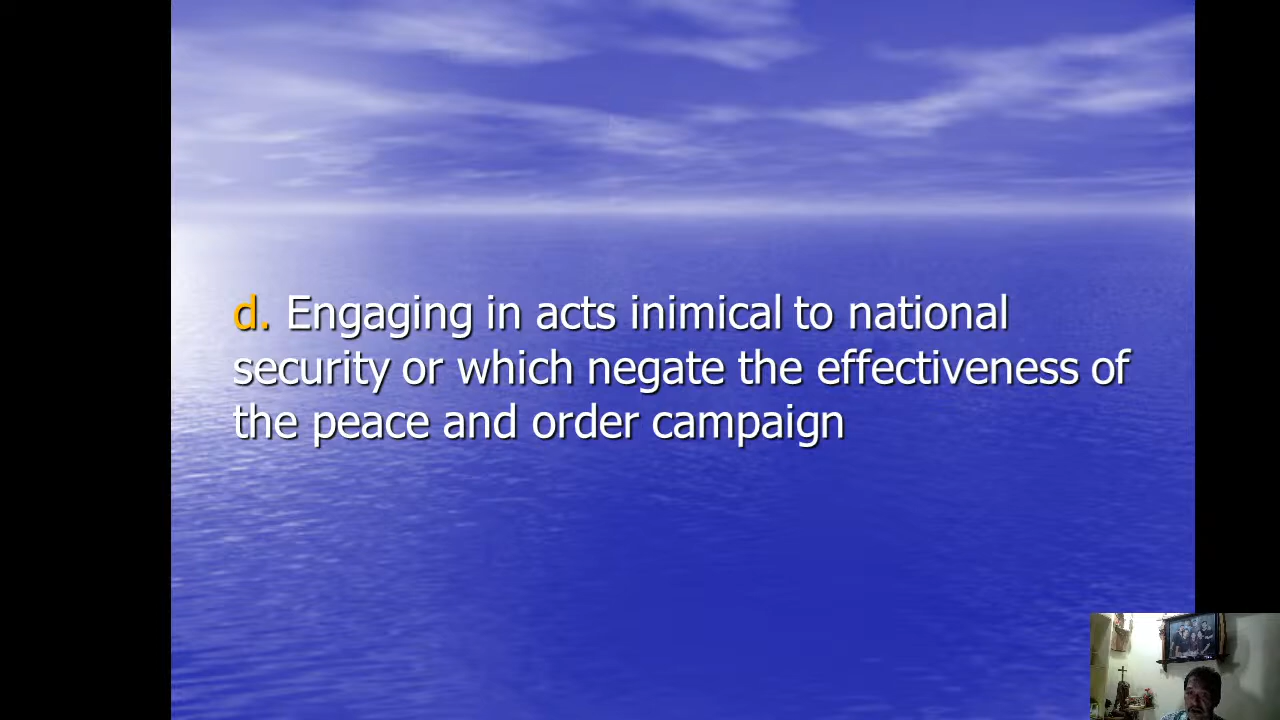 d. Engaging in acts inimical to national
security or which negate the effectiveness of
the peace and order campaign